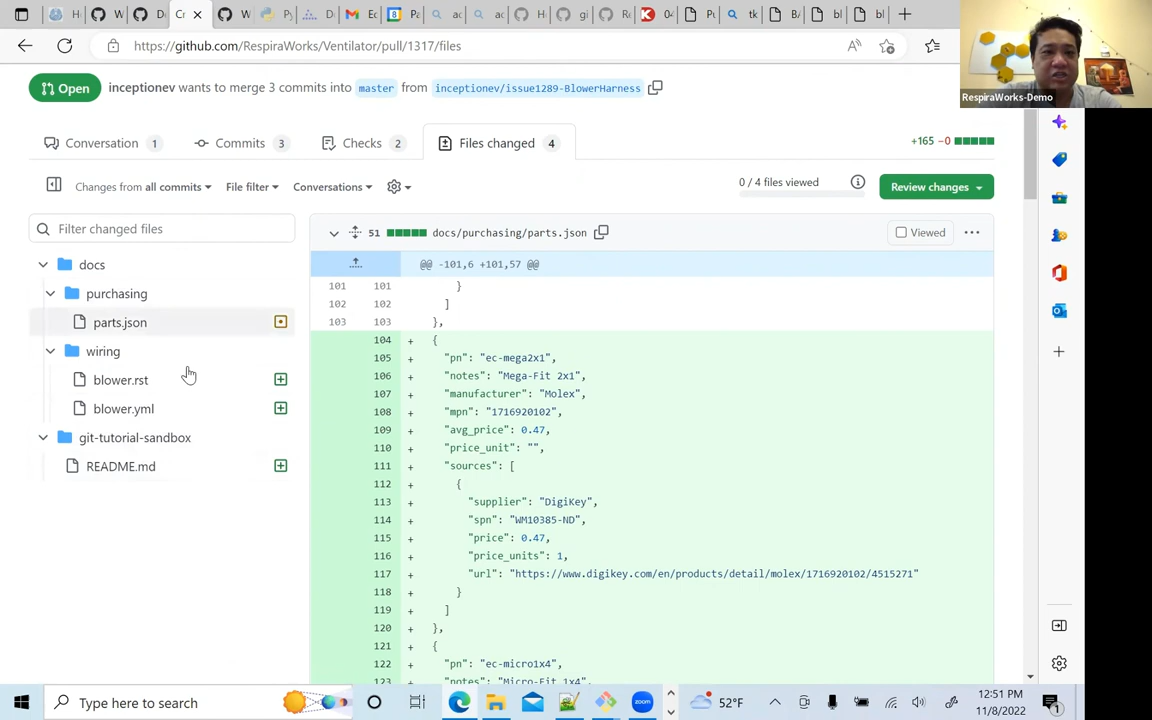 https://github.com/RespiraWorks/Ventilator/pull/1317/files
RespiraWorks-Demo
Open
inceptionev wants to merge 3 commits into master from inceptionev/issue1289-BlowerHarness
Conversation 1
Commits 3
Checks 2
Files changed 4
+165 −0
Changes from all commits
File filter
Conversations
0 / 4 files viewed
Review changes
Filter changed files
51 docs/purchasing/parts.json
Viewed
docs
purchasing
parts.json
wiring
blower.rst
blower.yml
git-tutorial-sandbox
README.md
@@ -101,6 +101,57 @@
101 101 }
102 102 ]
103 103 },
104 + {
105 + "pn": "ec-mega2x1",
106 + "notes": "Mega-Fit 2x1",
107 + "manufacturer": "Molex",
108 + "mpn": "1716920102",
109 + "avg_price": 0.47,
110 + "price_unit": "",
111 + "sources": [
112 + {
113 + "supplier": "DigiKey",
114 + "spn": "WM10385-ND",
115 + "price": 0.47,
116 + "price_units": 1,
117 + "url": "https://www.digikey.com/en/products/detail/molex/1716920102/4515271"
118 + }
119 + ]
120 + },
121 + {
122 + "pn": "ec-micro1x4",
123 + "notes": "Micro-Fit 1x4",
Type here to search
zoom
52°F
12:51 PM
11/8/2022
1